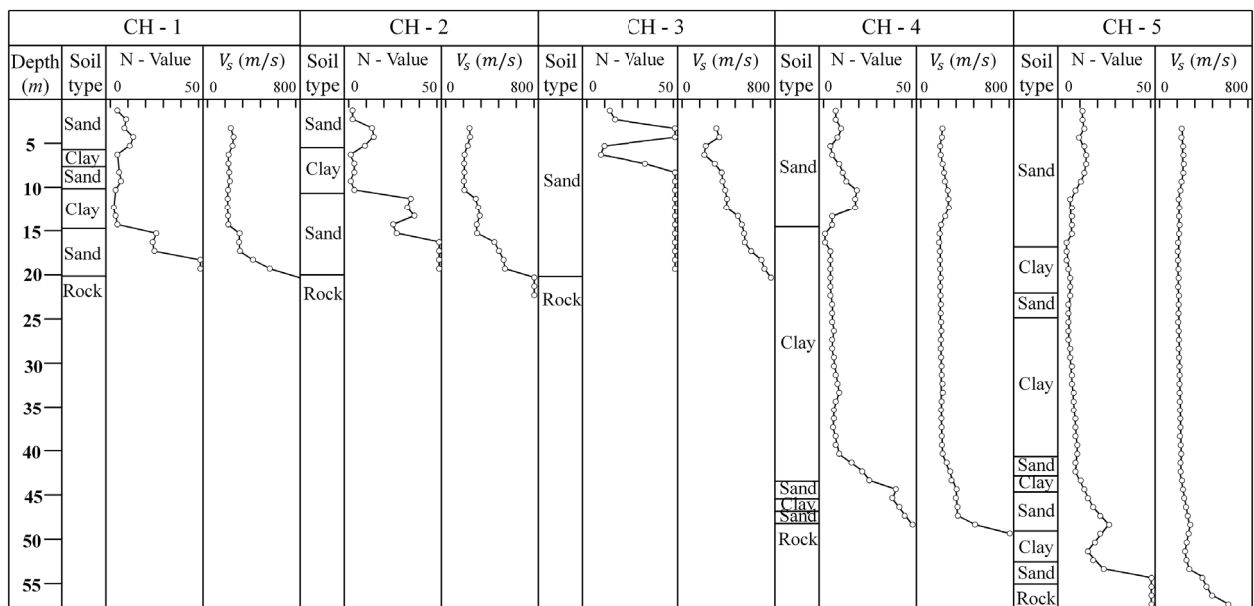 CH - 1 CH - 2 CH - 3 CH - 4 CH - 5
Depth Soil N - Value Vs (m/s) Soil N - Value Vs (m/s) Soil N - Value Vs (m/s) Soil N - Value Vs (m/s) Soil N - Value Vs (m/s)
(m) type 0 50 0 800 type 0 50 0 800 type 0 50 0 800 type 0 50 0 800 type 0 50 0 800
Sand Sand
5
Clay Clay Sand Sand
Sand
10 Sand
Clay
15 Sand
Sand Clay
20
Rock Rock Rock Sand
25
Clay
30
Clay
35
40
Sand
Sand Clay
45
Clay
Sand Sand
50 Rock
Clay
Sand
55
Rock